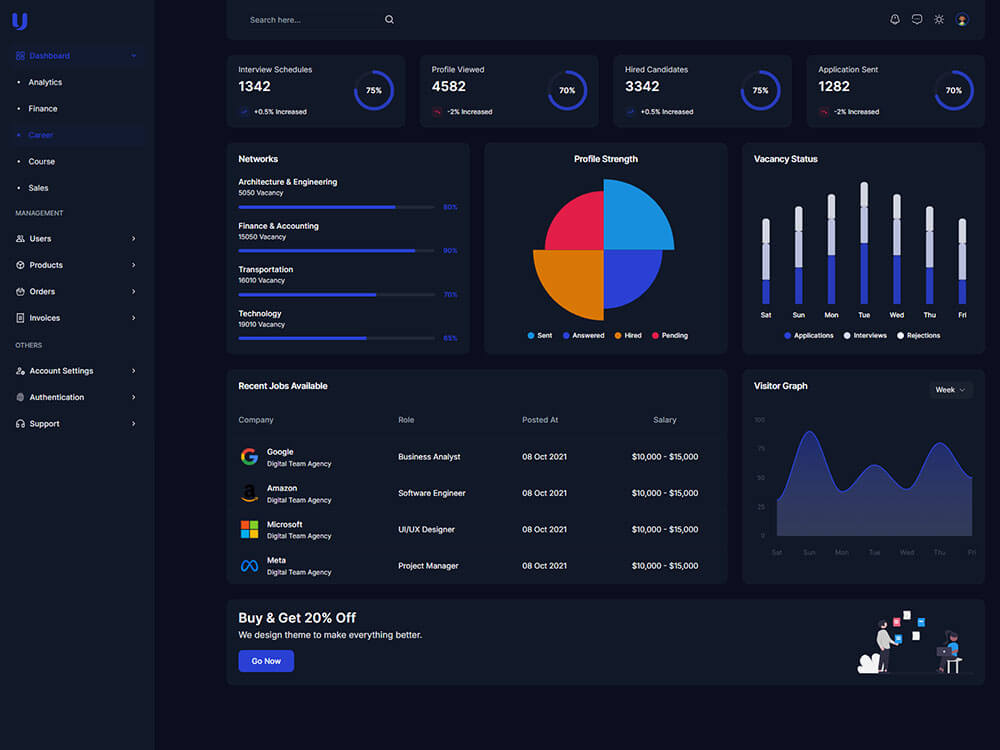 Search here...
Dashboard
Analytics
Finance
Career
Course
Sales
MANAGEMENT
Users
Products
Orders
Invoices
OTHERS
Account Settings
Authentication
Support
Interview Schedules
1342
+0.5% Increased
75%
Profile Viewed
4582
-2% Increased
70%
Hired Candidates
3342
+0.5% Increased
75%
Application Sent
1282
-2% Increased
70%
Networks
Architecture & Engineering
5050 Vacancy
80%
Finance & Accounting
15050 Vacancy
90%
Transportation
16010 Vacancy
70%
Technology
19010 Vacancy
65%
Profile Strength
Sent Answered Hired Pending
Vacancy Status
Sat Sun Mon Tue Wed Thu Fri
Applications Interviews Rejections
Recent Jobs Available
Company Role Posted At Salary
Google
Digital Team Agency
Business Analyst 08 Oct 2021 $10,000 - $15,000
Amazon
Digital Team Agency
Software Engineer 08 Oct 2021 $10,000 - $15,000
Microsoft
Digital Team Agency
UI/UX Designer 08 Oct 2021 $10,000 - $15,000
Meta
Digital Team Agency
Project Manager 08 Oct 2021 $10,000 - $15,000
Visitor Graph
Week
100
75
50
25
0
Sat Sun Mon Tue Wed Thu Fri
Buy & Get 20% Off
We design theme to make everything better.
Go Now